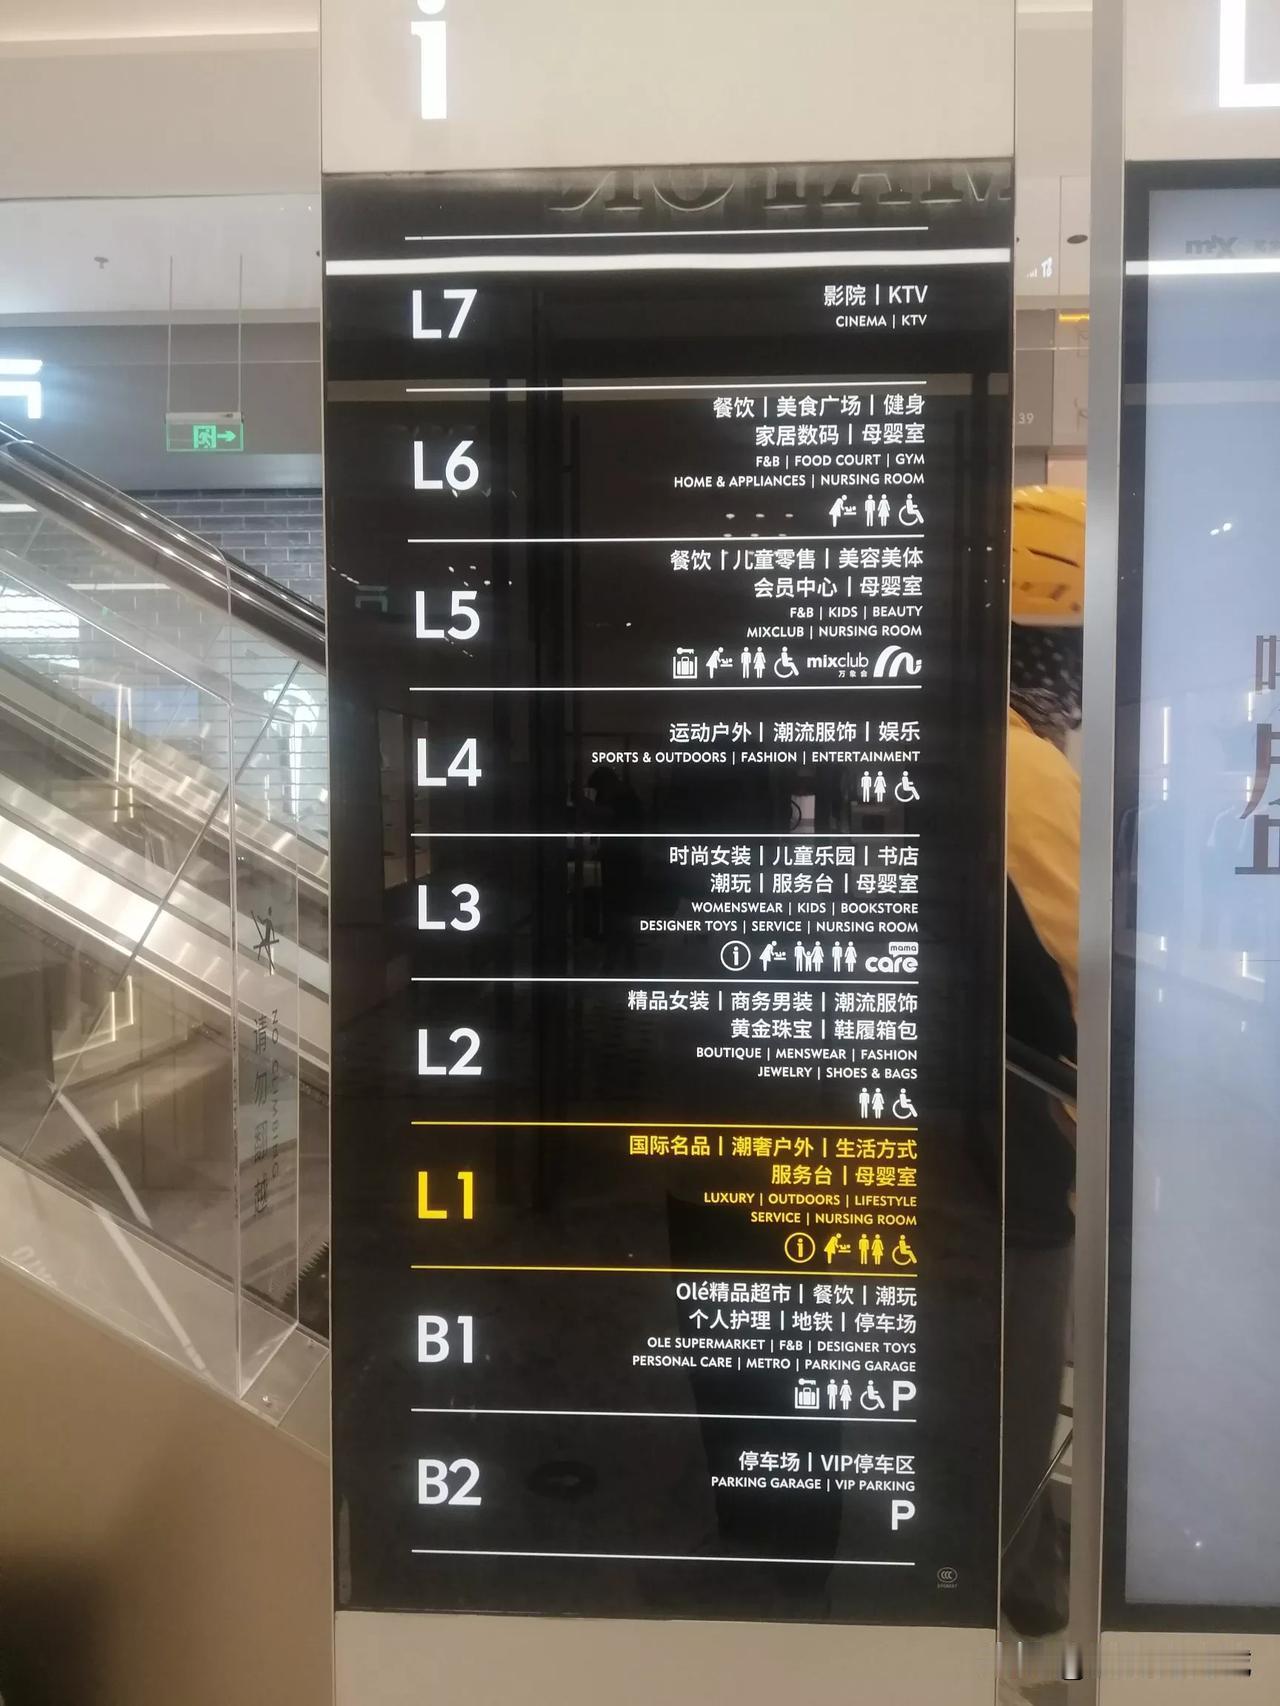 i
L7
影院 | KTV
CINEMA | KTV
L6
餐饮 | 美食广场 | 健身
家居数码 | 母婴室
F&B | FOOD COURT | GYM
HOME & APPLIANCES | NURSING ROOM
L5
餐饮 | 儿童零售 | 美容美体
会员中心 | 母婴室
F&B | KIDS | BEAUTY
MIXCLUB | NURSING ROOM
mixclub
万象会
L4
运动户外 | 潮流服饰 | 娱乐
SPORTS & OUTDOORS | FASHION | ENTERTAINMENT
L3
时尚女装 | 儿童乐园 | 书店
潮玩 | 服务台 | 母婴室
WOMENSWEAR | KIDS | BOOKSTORE
DESIGNER TOYS | SERVICE | NURSING ROOM
mama
care
L2
精品女装 | 商务男装 | 潮流服饰
黄金珠宝 | 鞋履箱包
BOUTIQUE | MENSWEAR | FASHION
JEWELRY | SHOES & BAGS
L1
国际名品 | 潮奢户外 | 生活方式
服务台 | 母婴室
LUXURY | OUTDOORS | LIFESTYLE
SERVICE | NURSING ROOM
B1
Olé精品超市 | 餐饮 | 潮玩
个人护理 | 地铁 | 停车场
OLE SUPERMARKET | F&B | DESIGNER TOYS
PERSONAL CARE | METRO | PARKING GARAGE
P
B2
停车场 | VIP停车区
PARKING GARAGE | VIP PARKING
P
请勿翻越
NO CLIMBING
39
mix